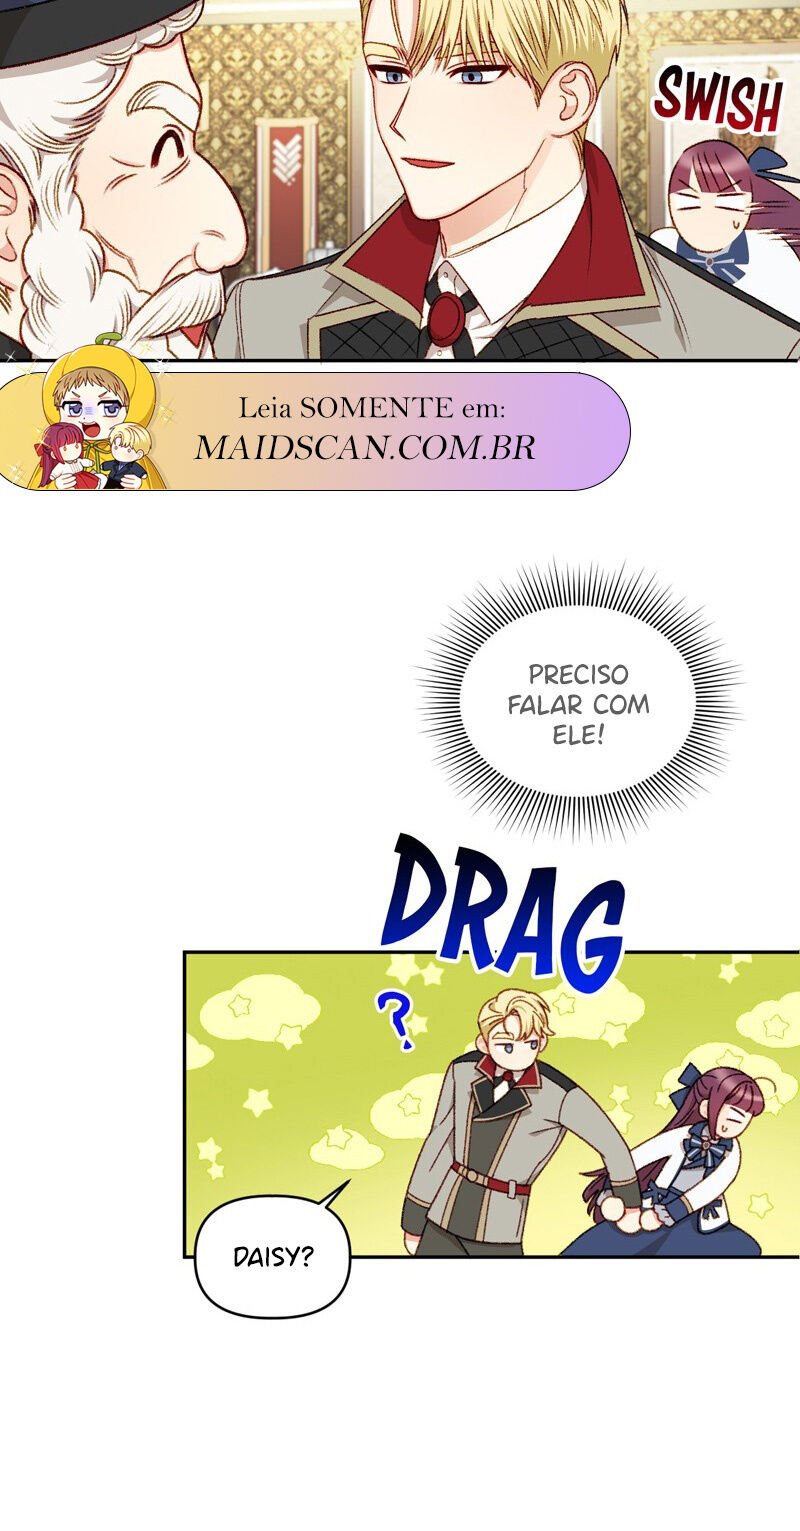 SWISH
Leia SOMENTE em:
MAIDSCAN.COM.BR
PRECISO
FALAR COM
ELE!
DRAG
?
DAISY?